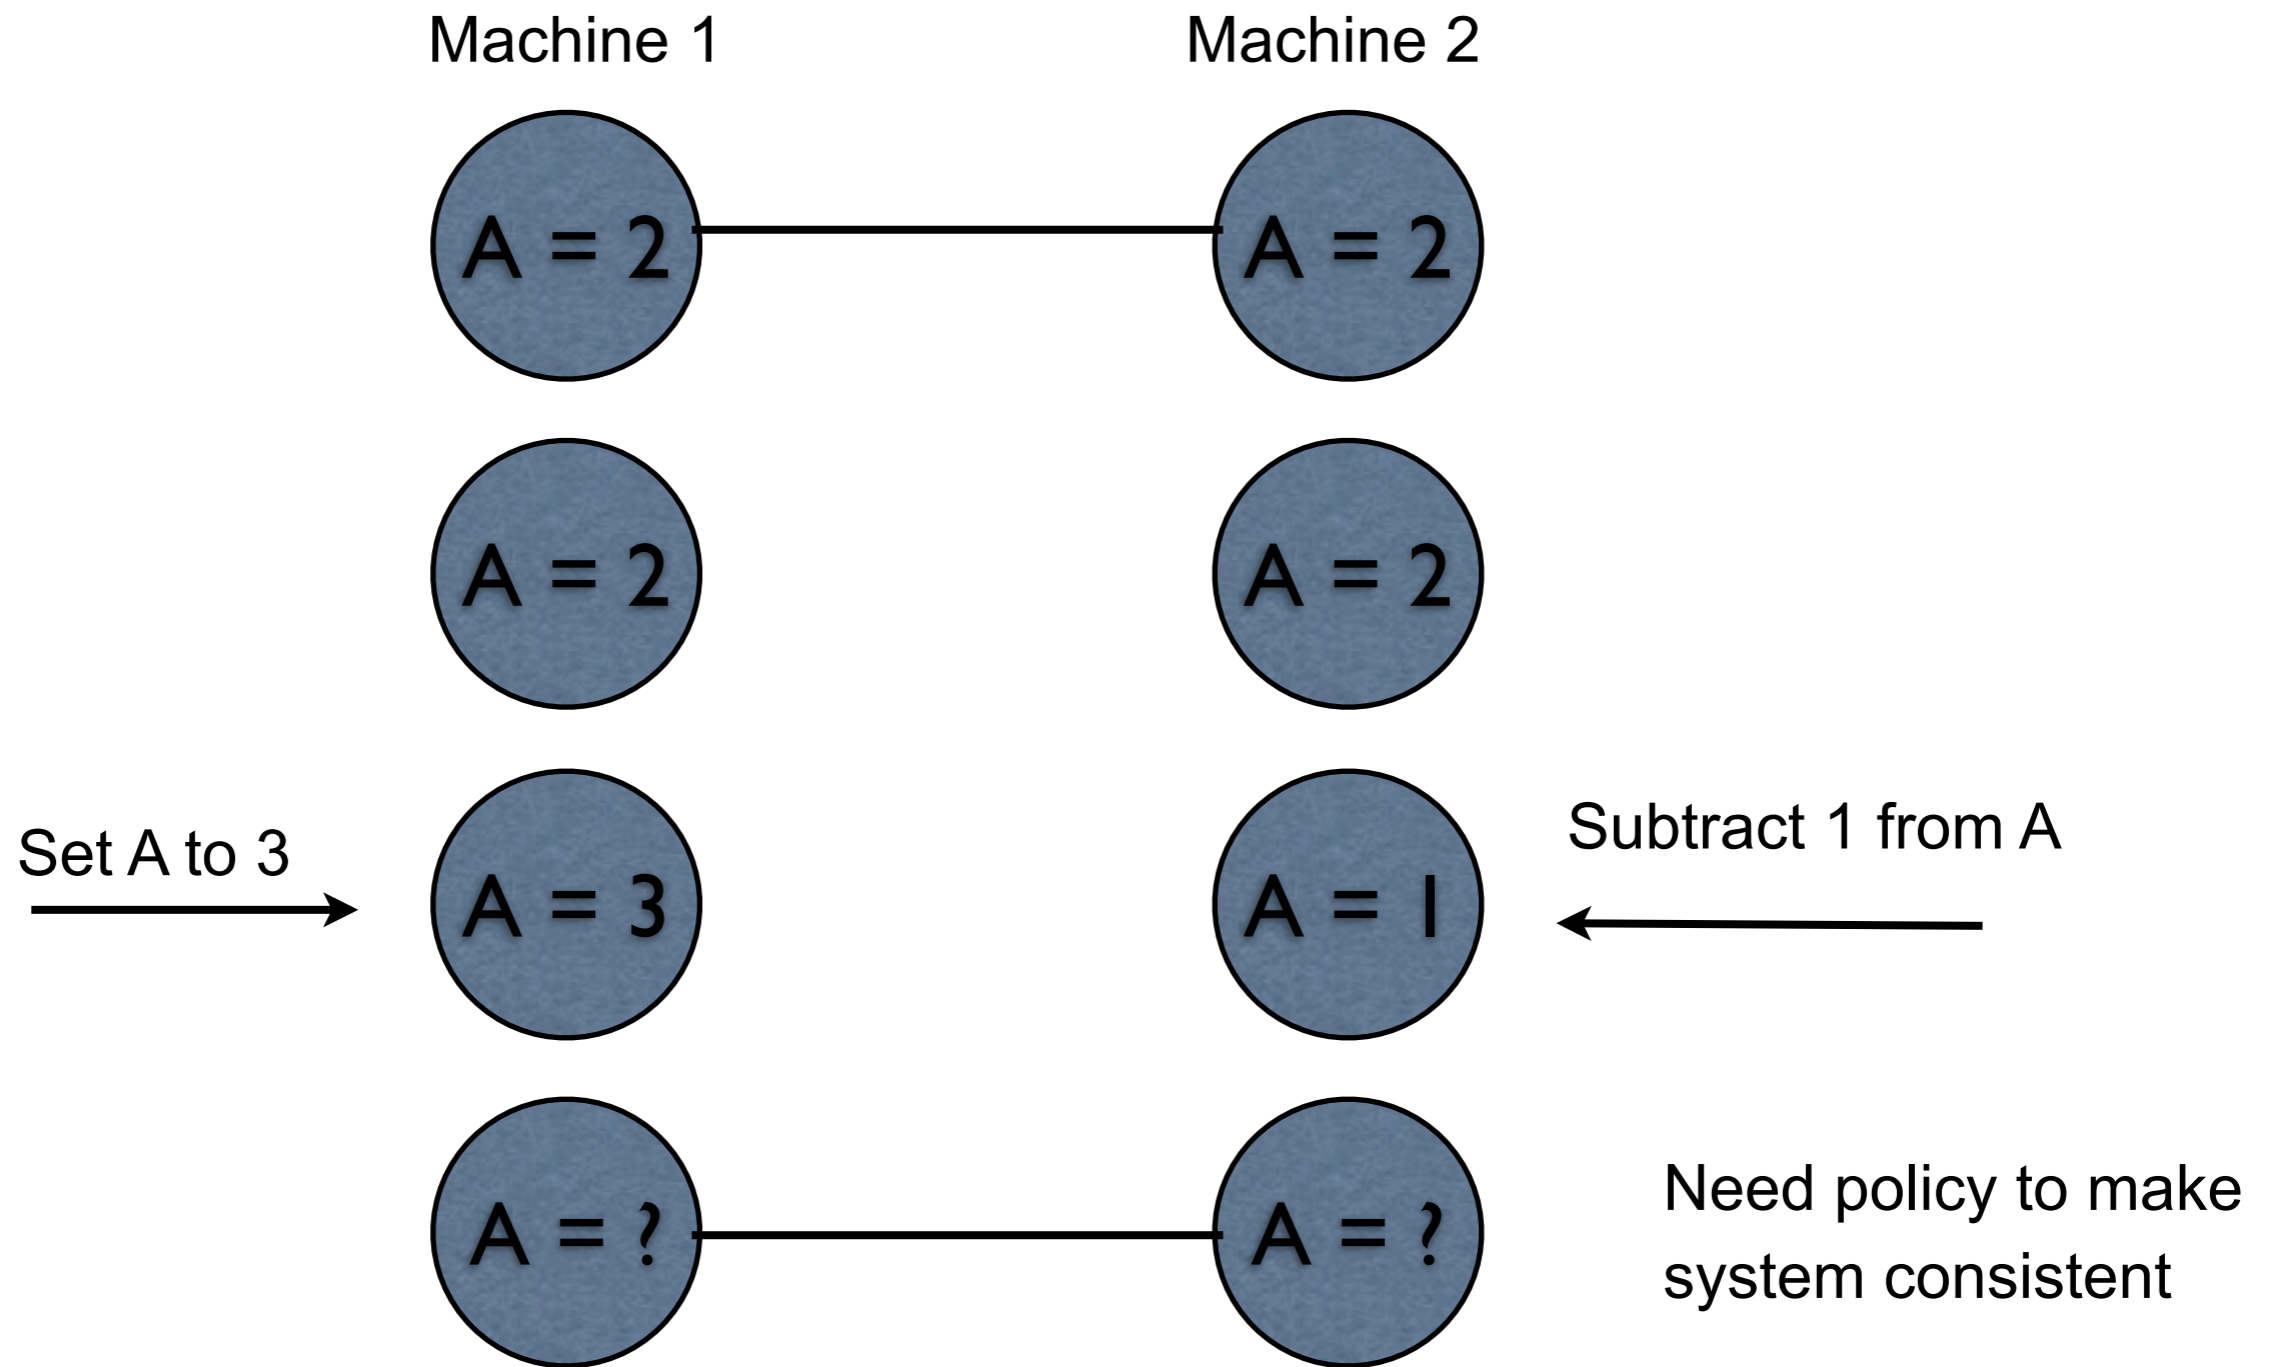 Machine 1
Machine 2
A = 2
A = 2
A = 2
A = 2
Set A to 3
A = 3
A = 1
Subtract 1 from A
A = ?
A = ?
Need policy to make
system consistent